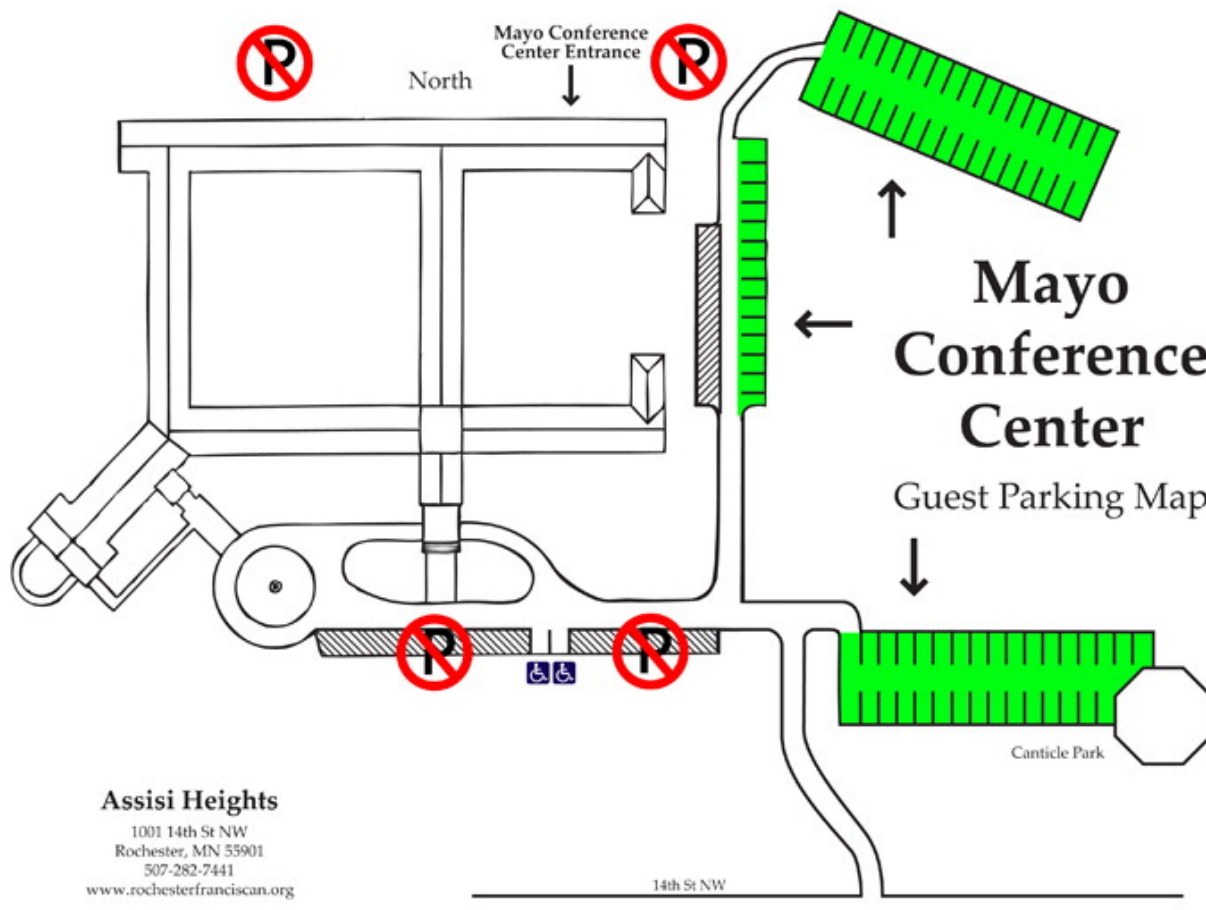 P
Mayo Conference
Center Entrance
P
North
Mayo
Conference
Center
Guest Parking Map
P
P
Canticle Park
Assisi Heights
1001 14th St NW
Rochester, MN 55901
507-282-7441
www.rochesterfranciscan.org
14th St NW